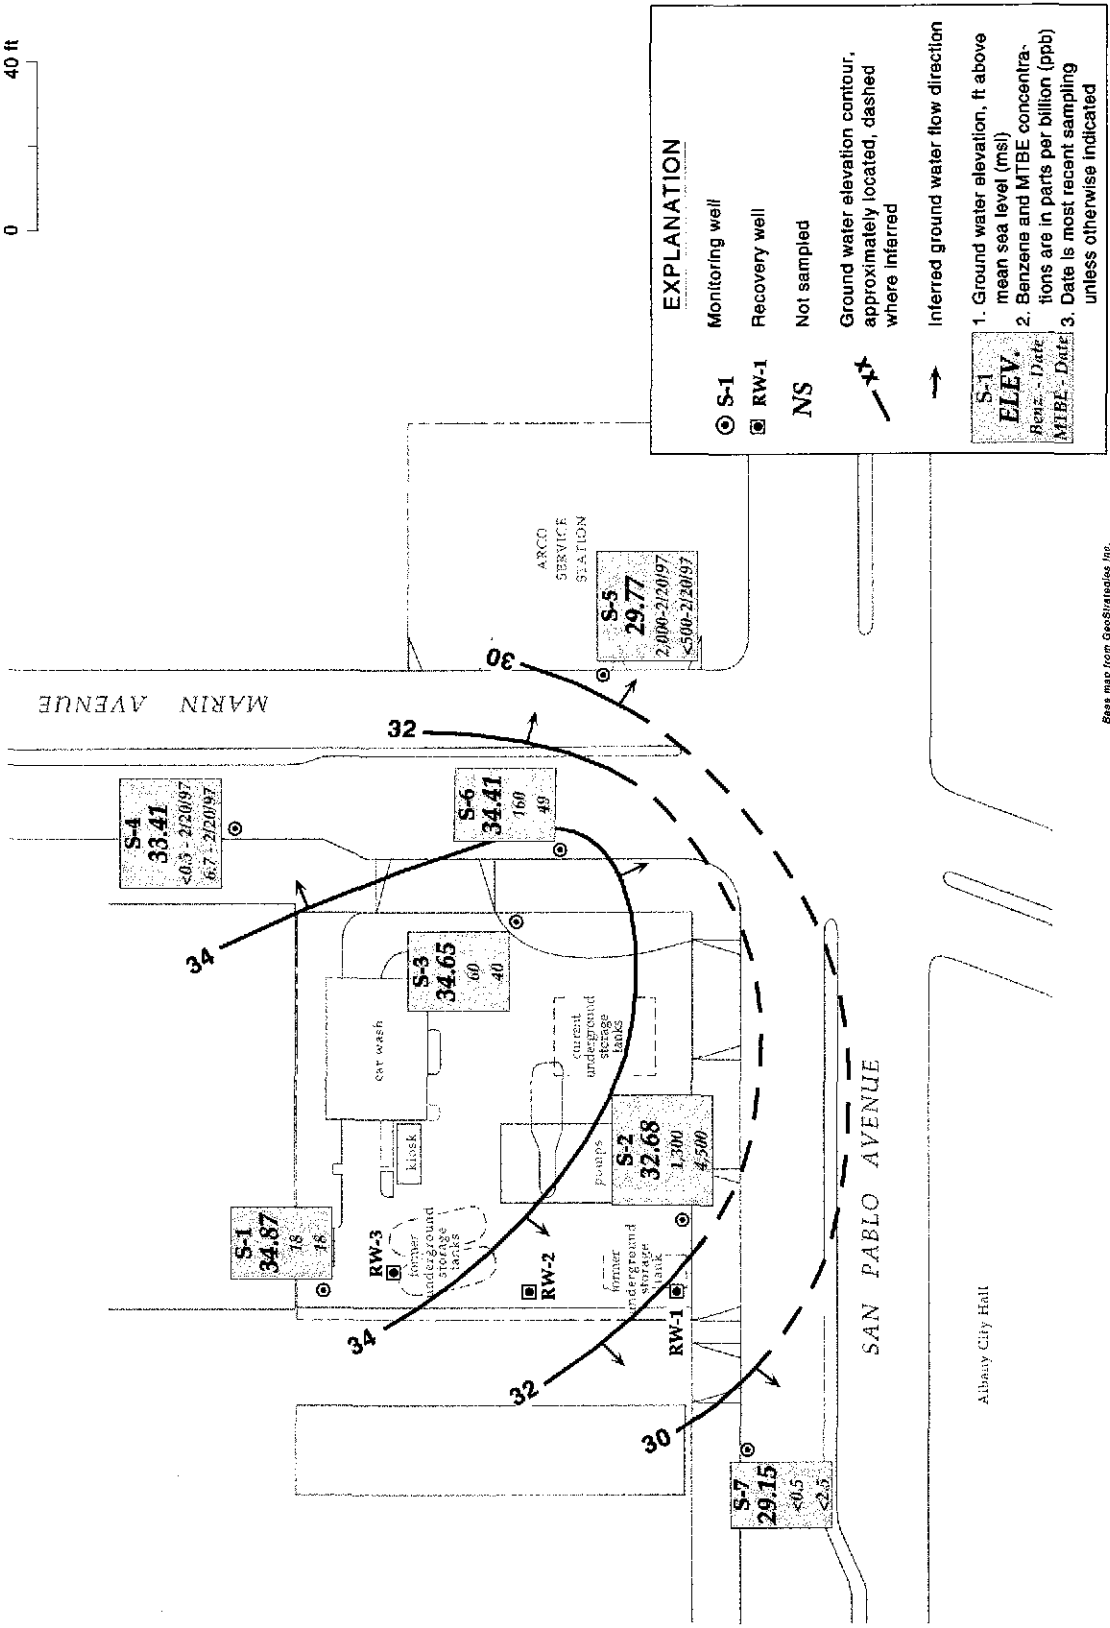 0
40 ft
EXPLANATION
S-1
Monitoring well
RW-1
Recovery well
NS
Not sampled
XX
Ground water elevation contour,
approximately located, dashed
where inferred
Inferred ground water flow direction
S-1
ELEV.
Benz. - Date
MTBE - Date
1. Ground water elevation, ft above
mean sea level (msl)
2. Benzene and MTBE concentra-
tions are in parts per billion (ppb)
3. Date is most recent sampling
unless otherwise indicated
MARIN AVENUE
ARCO
SERVICE
STATION
S-5
29.77
2,000-2/20/97
<500-2/20/97
30
32
S-4
33.41
<0.5 - 2/20/97
6.7 - 2/20/97
S-6
34.41
160
49
34
S-3
34.65
60
40
car wash
current
underground
storage
tanks
kiosk
pumps
S-2
32.68
1,300
4,500
S-1
34.87
18
18
RW-3
former
underground
storage
tanks
RW-2
former
underground
storage
tank
RW-1
34
32
30
S-7
29.15
<0.5
<2.5
SAN PABLO AVENUE
Albany City Hall
Base map from GeoStrategies Inc.